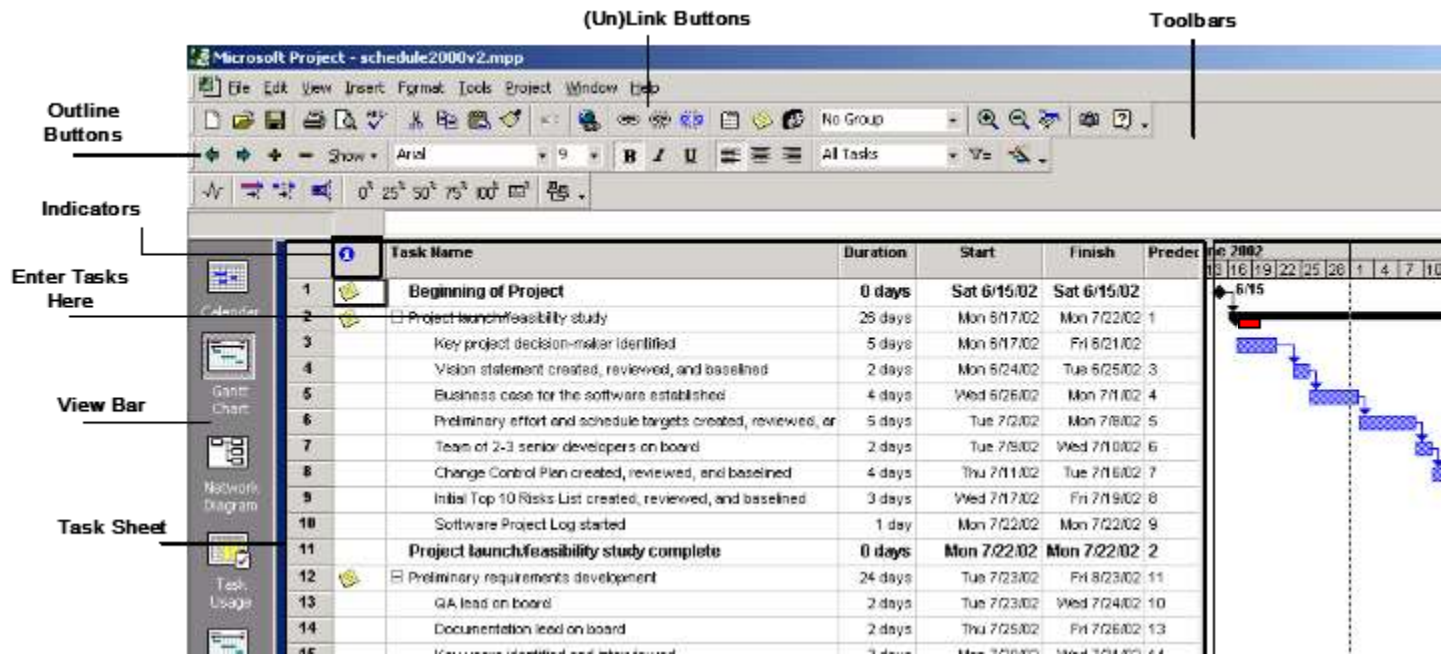 (Un)Link Buttons
Toolbars
Microsoft Project - schedule2000v2.mpp
File Edit View Insert Format Tools Project Window Help
Outline Buttons
No Group
Show Arial 9 B I U All Tasks
0% 25% 50% 75% 100%
Indicators
Task Name Duration Start Finish Predec ne 2002
13 16 19 22 25 28 1 4 7 10
Enter Tasks Here
1 Beginning of Project 0 days Sat 6/15/02 Sat 6/15/02 6/15
Calendar
2 Project launch/feasibility study 26 days Mon 6/17/02 Mon 7/22/02 1
3 Key project decision-maker identified 5 days Mon 6/17/02 Fri 6/21/02
4 Vision statement created, reviewed, and baselined 2 days Mon 6/24/02 Tue 6/25/02 3
Gantt Chart
5 Business case for the software established 4 days Wed 6/26/02 Mon 7/1/02 4
View Bar
6 Preliminary effort and schedule targets created, reviewed, ar 5 days Tue 7/2/02 Mon 7/8/02 5
7 Team of 2-3 senior developers on board 2 days Tue 7/9/02 Wed 7/10/02 6
8 Change Control Plan created, reviewed, and baselined 4 days Thu 7/11/02 Tue 7/16/02 7
Network Diagram
9 Initial Top 10 Risks List created, reviewed, and baselined 3 days Wed 7/17/02 Fri 7/19/02 8
Task Sheet
10 Software Project Log started 1 day Mon 7/22/02 Mon 7/22/02 9
11 Project launch/feasibility study complete 0 days Mon 7/22/02 Mon 7/22/02 2
12 Preliminary requirements development 24 days Tue 7/23/02 Fri 8/23/02 11
Task Usage
13 QA lead on board 2 days Tue 7/23/02 Wed 7/24/02 10
14 Documentation lead on board 2 days Thu 7/25/02 Fri 7/26/02 13
15